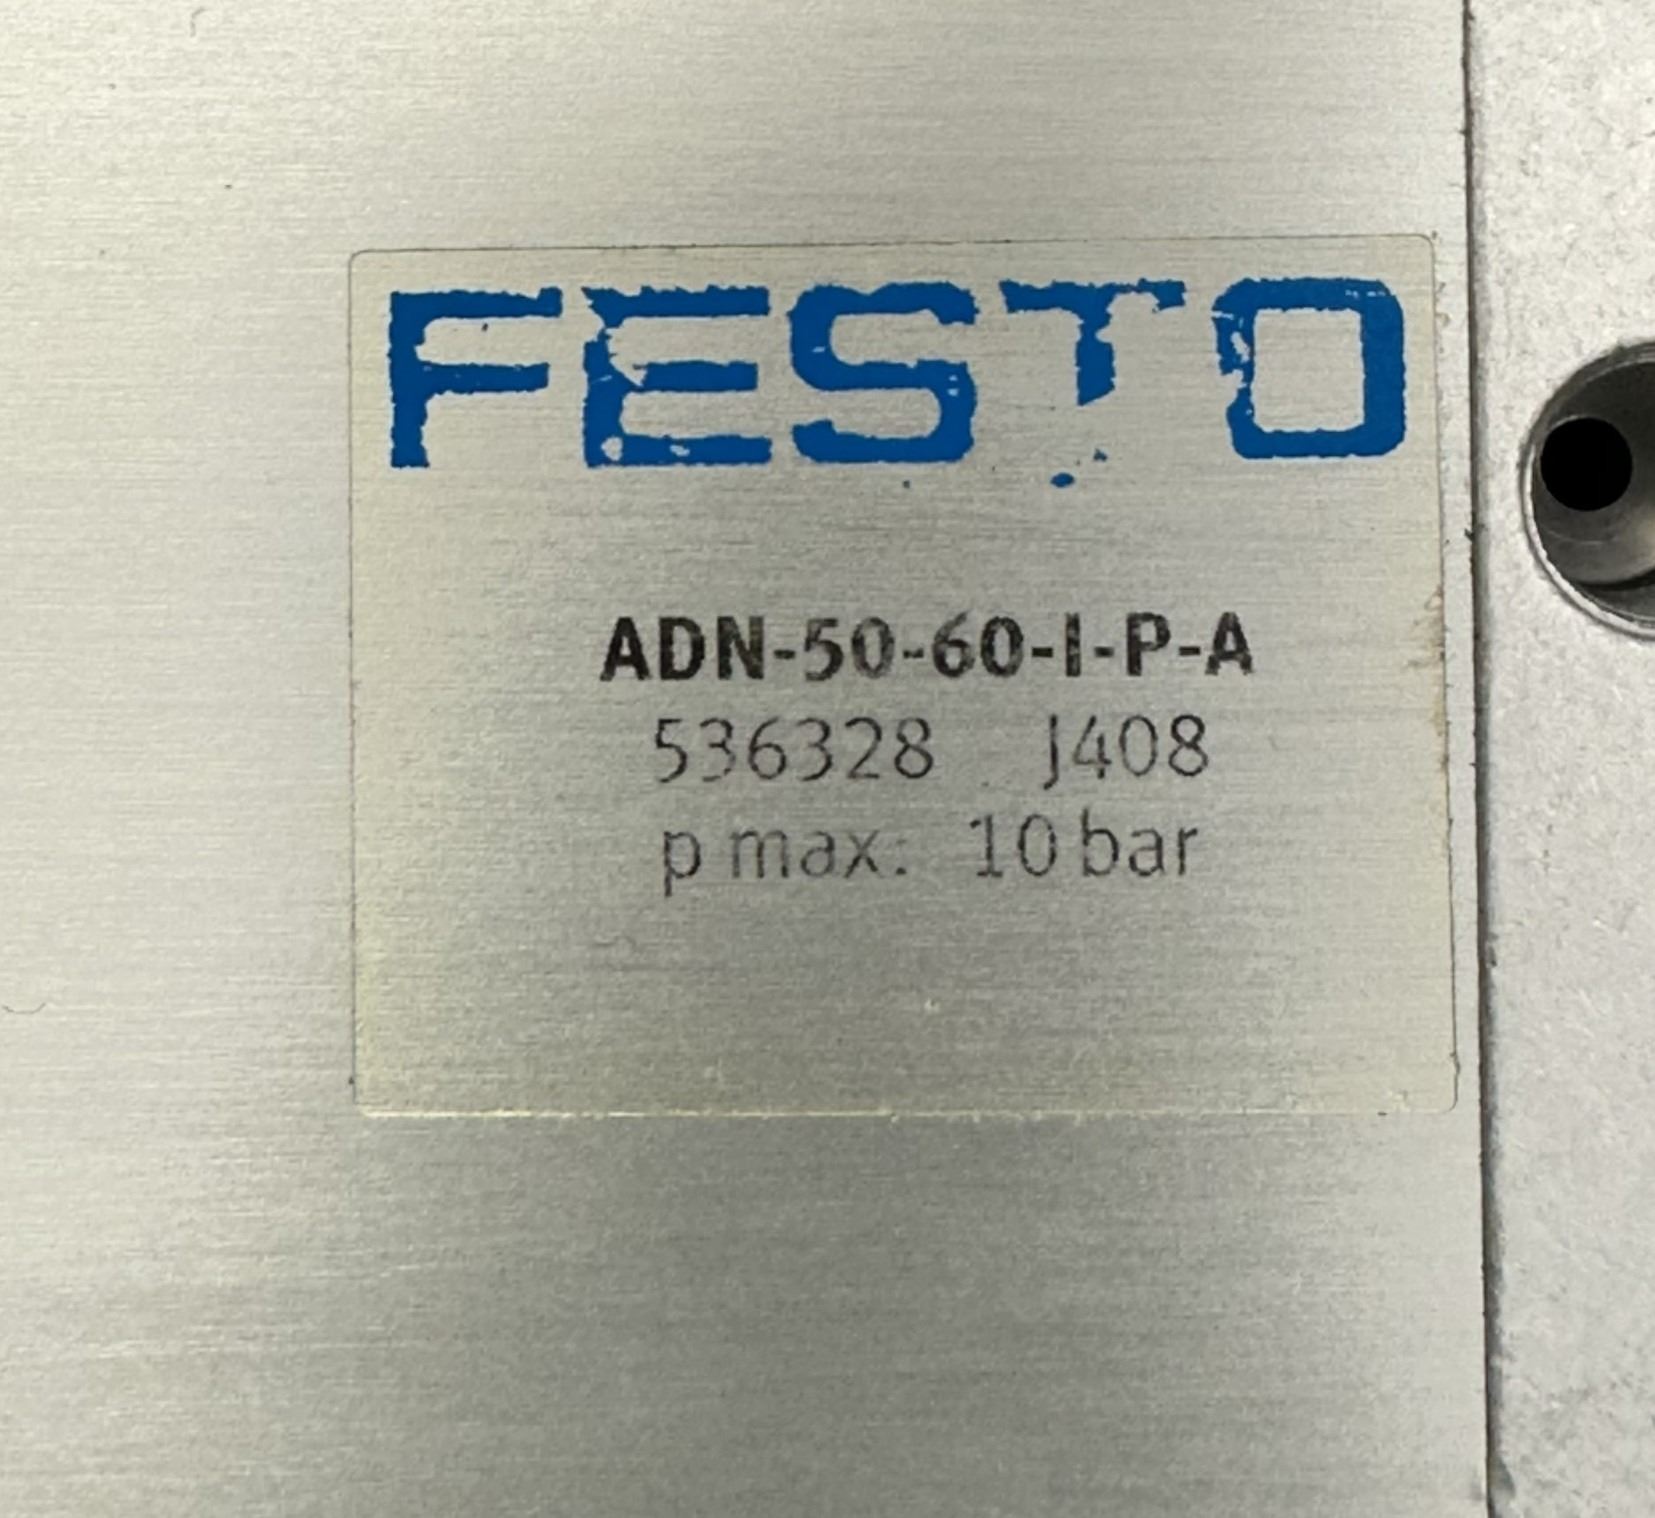 FESTO
ADN-50-60-I-P-A
536328 J408
p max: 10 bar